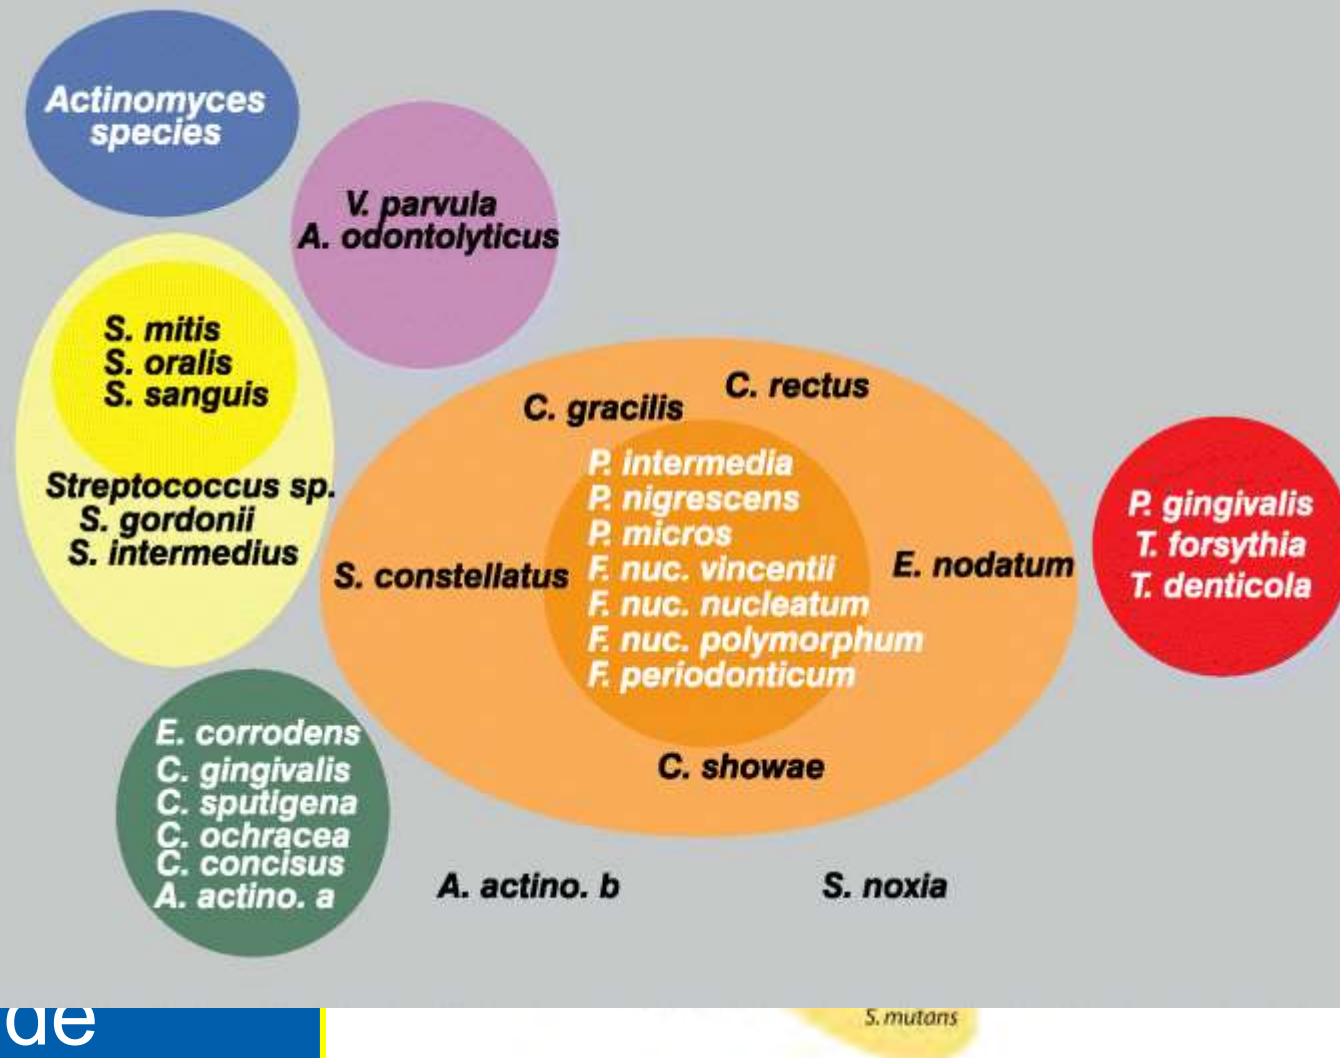 Actinomyces
species
V. parvula
A. odontolyticus
S. mitis
S. oralis
S. sanguis
Streptococcus sp.
S. gordonii
S. intermedius
C. gracilis
C. rectus
P. intermedia
P. nigrescens
P. micros
F. nuc. vincentii
F. nuc. nucleatum
F. nuc. polymorphum
F. periodonticum
S. constellatus
E. nodatum
C. showae
P. gingivalis
T. forsythia
T. denticola
E. corrodens
C. gingivalis
C. sputigena
C. ochracea
C. concisus
A. actino. a
A. actino. b
S. noxia
de
S. mutans